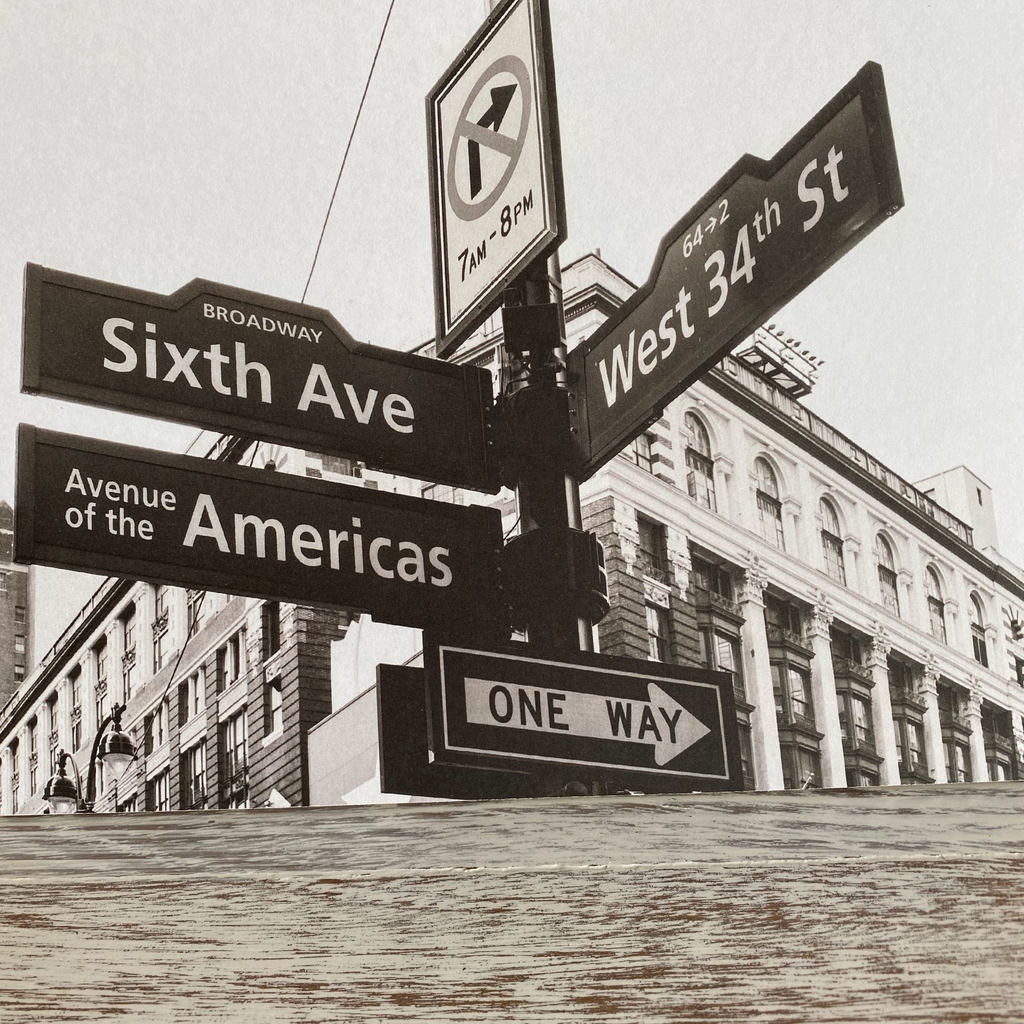 7AM - 8PM
64→2
West 34th St
BROADWAY
Sixth Ave
Avenue
of the
Americas
ONE WAY